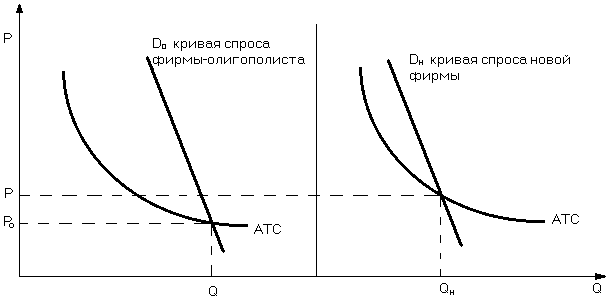 P
Dо кривая спроса
фирмы-олигополиста
Dн кривая спроса новой
фирмы
P
Pо
ATC
ATC
Q
Qн
Q